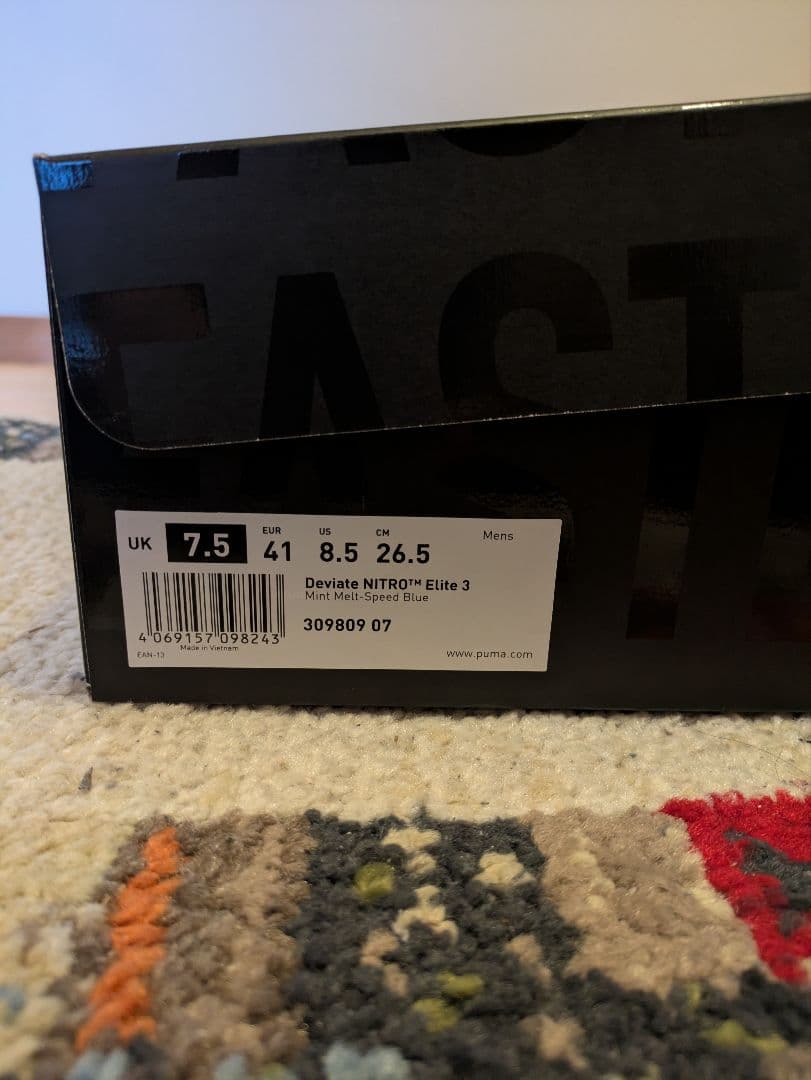 FAST
UK 7.5 EUR 41 US 8.5 CM 26.5 Mens
Deviate NITRO™ Elite 3
Mint Melt-Speed Blue
309809 07
4 069157 098243
Made in Vietnam
EAN-13
www.puma.com